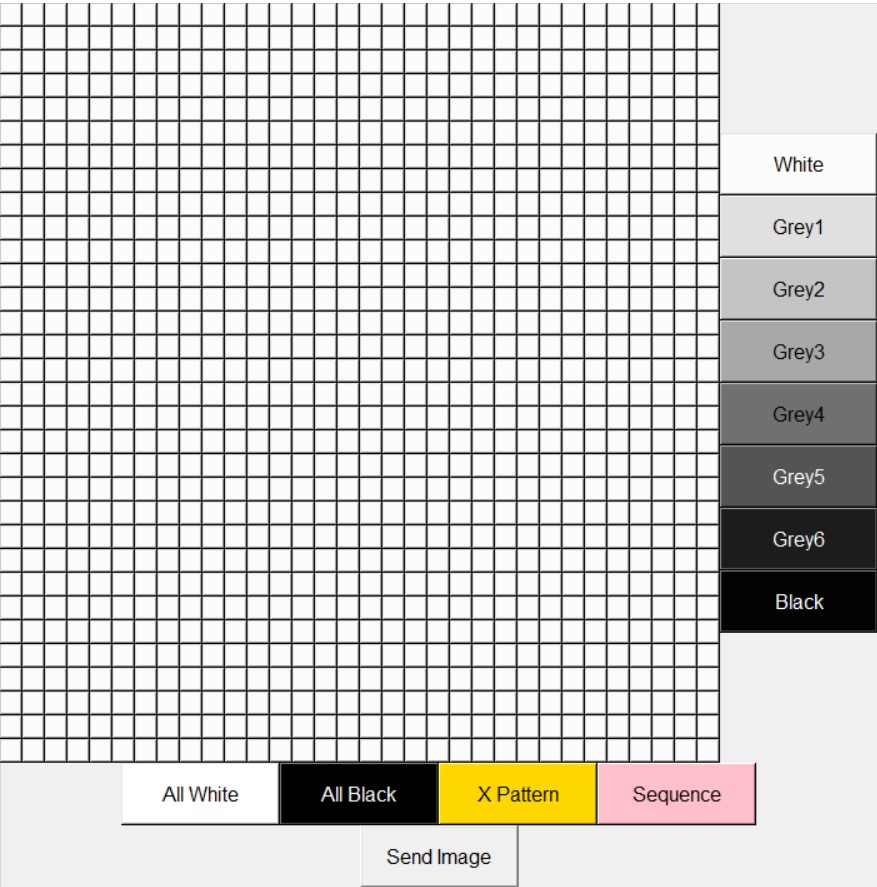 White
Grey1
Grey2
Grey3
Grey4
Grey5
Grey6
Black
All White All Black X Pattern Sequence
Send Image